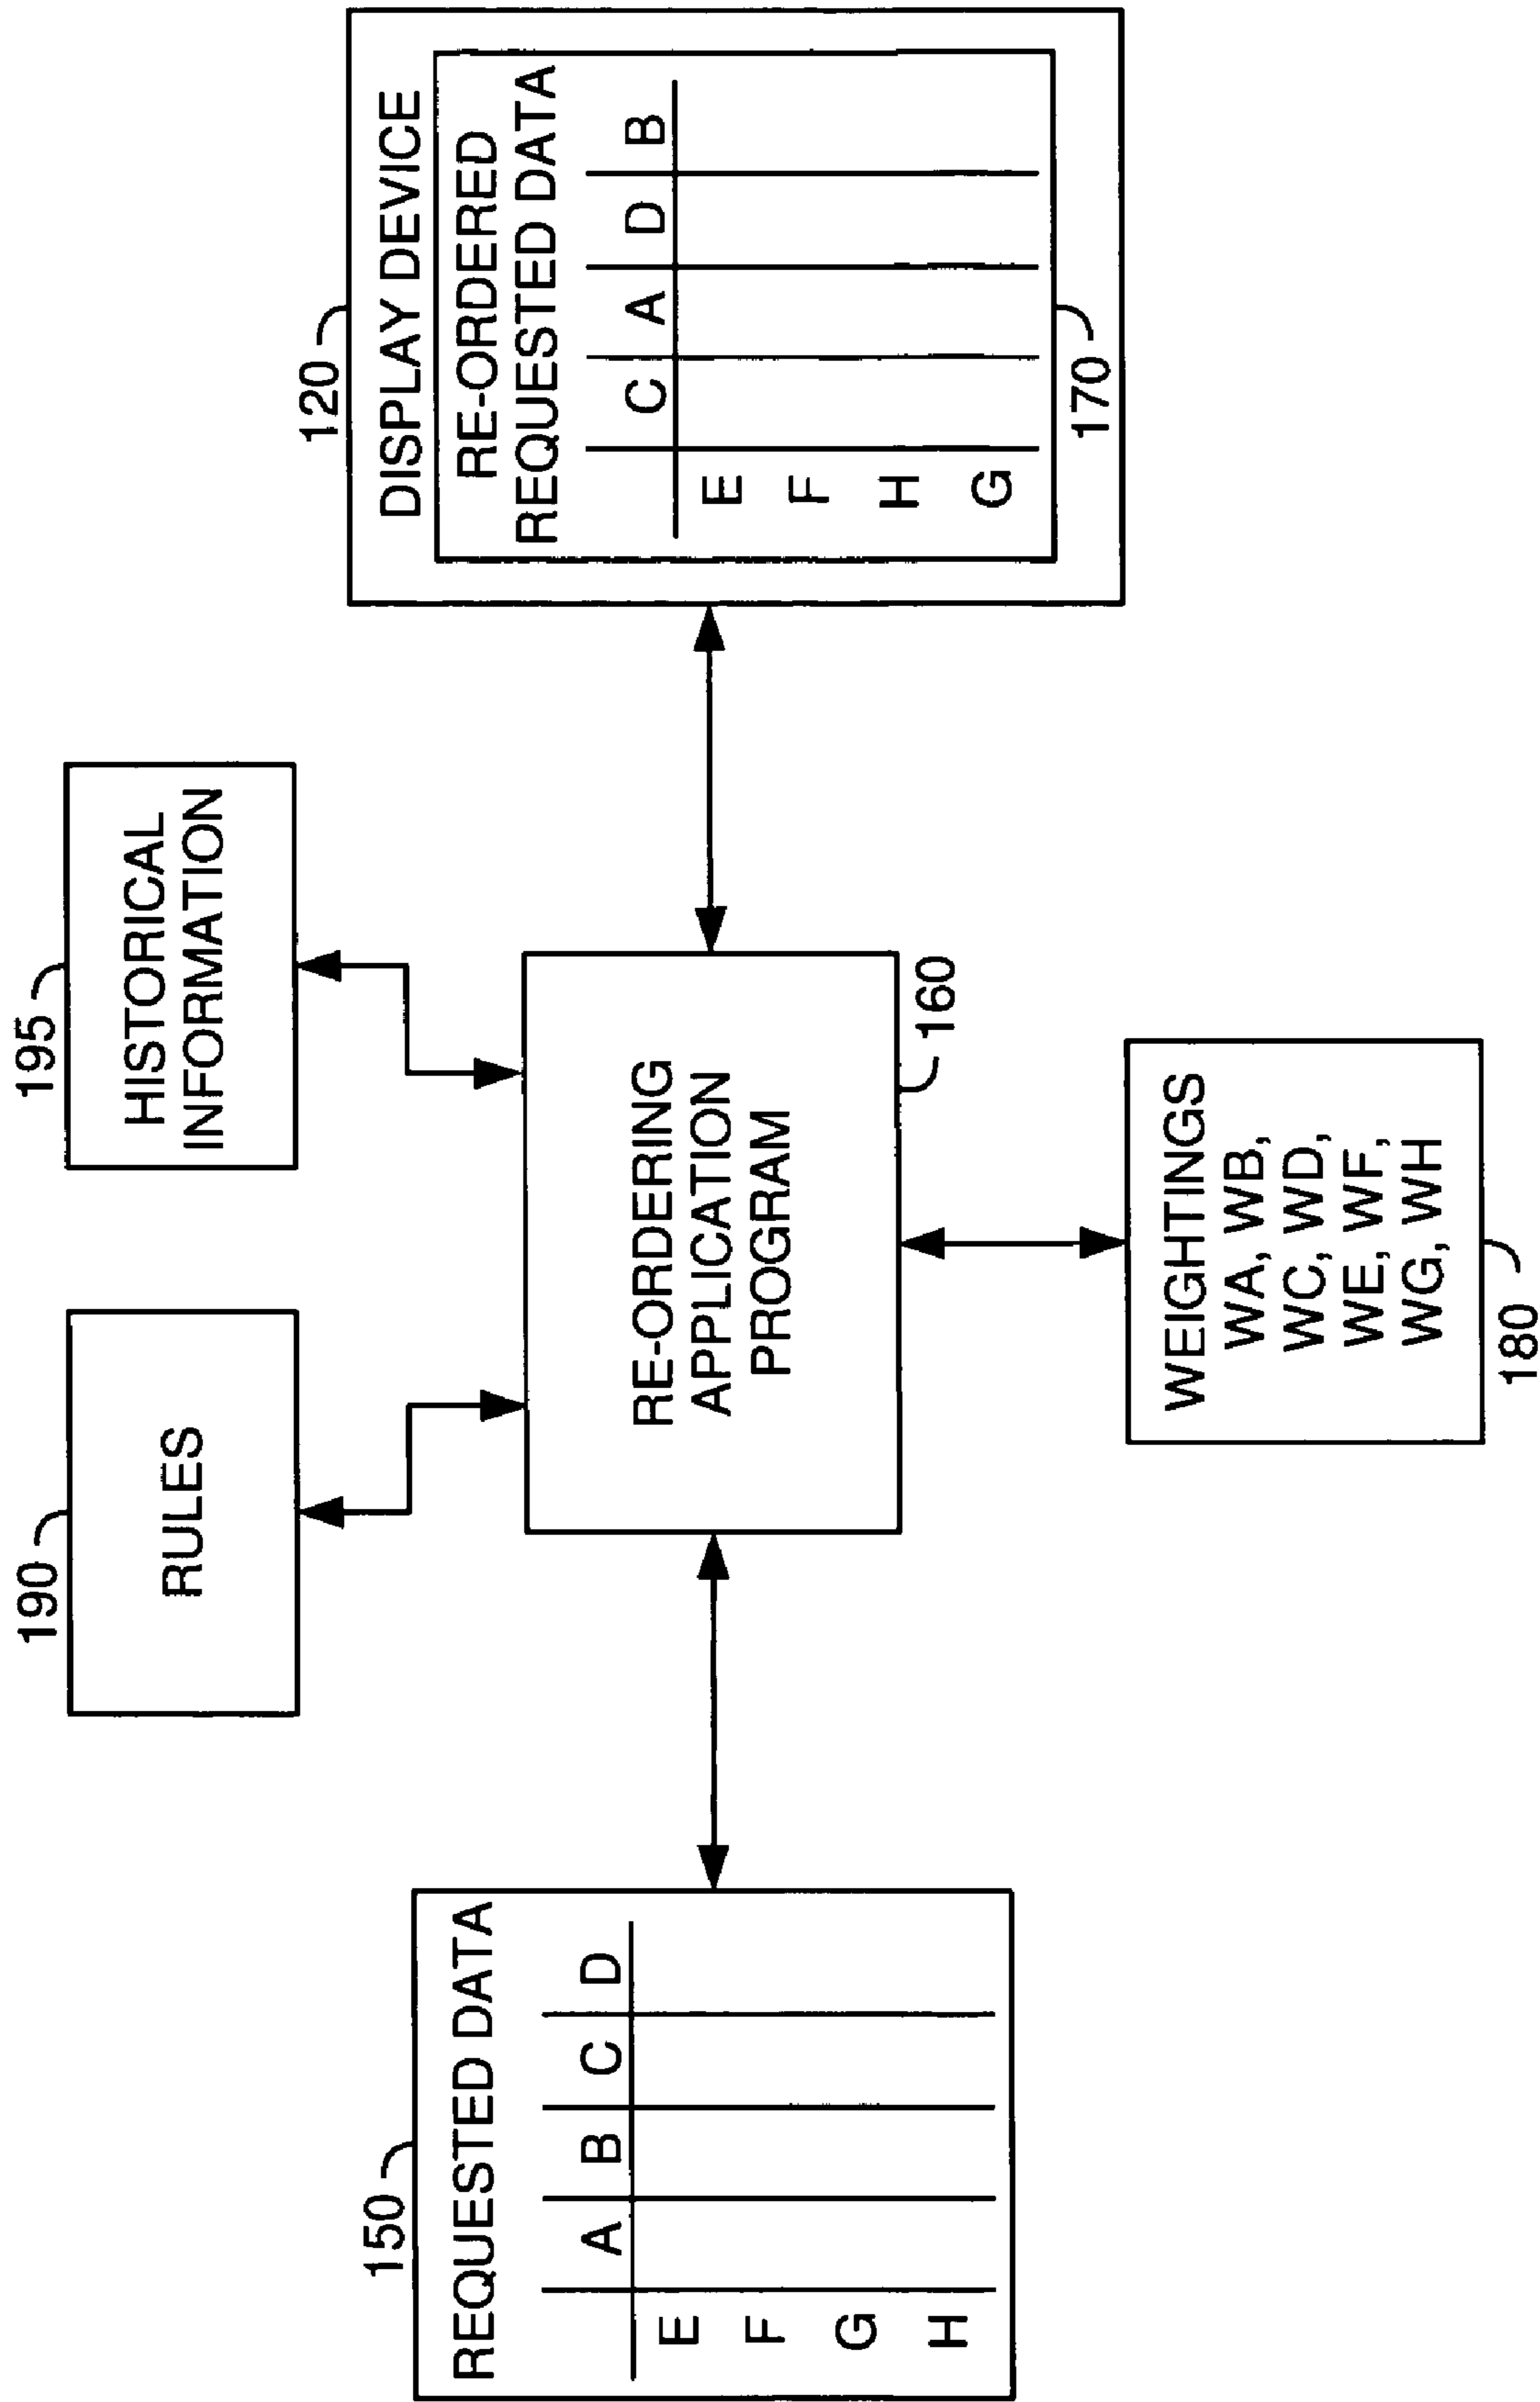 190
RULES
195
HISTORICAL
INFORMATION
150
REQUESTED DATA
A B C D
E
F
G
H
RE-ORDERING
APPLICATION
PROGRAM
160
120
DISPLAY DEVICE
RE-ORDERED
REQUESTED DATA
C A D B
E
F
H
G
170
WEIGHTINGS
WA, WB,
WC, WD,
WE, WF,
WG, WH
180